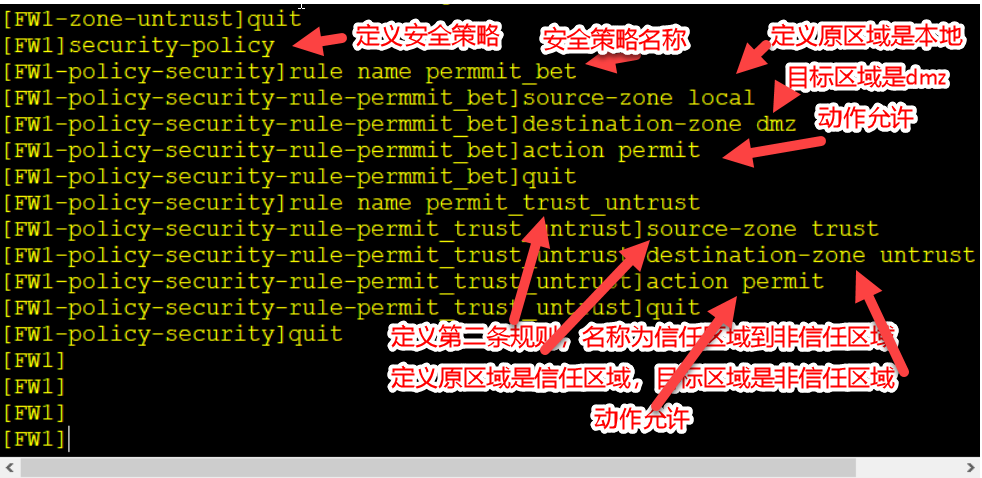 [FW1-zone-untrust]quit
[FW1]security-policy 定义安全策略 安全策略名称 定义原区域是本地
[FW1-policy-security]rule name permmit_bet 目标区域是dmz
[FW1-policy-security-rule-permmit_bet]source-zone local
[FW1-policy-security-rule-permmit_bet]destination-zone dmz 动作允许
[FW1-policy-security-rule-permmit_bet]action permit
[FW1-policy-security-rule-permmit_bet]quit
[FW1-policy-security]rule name permit_trust_untrust
[FW1-policy-security-rule-permit_trust_untrust]source-zone trust
[FW1-policy-security-rule-permit_trust_untrust]destination-zone untrust
[FW1-policy-security-rule-permit_trust_untrust]action permit
[FW1-policy-security-rule-permit_trust_untrust]quit
[FW1-policy-security]quit 定义第二条规则，名称为信任区域到非信任区域
[FW1]
定义原区域是信任区域，目标区域是非信任区域
[FW1]
[FW1] 动作允许
[FW1]